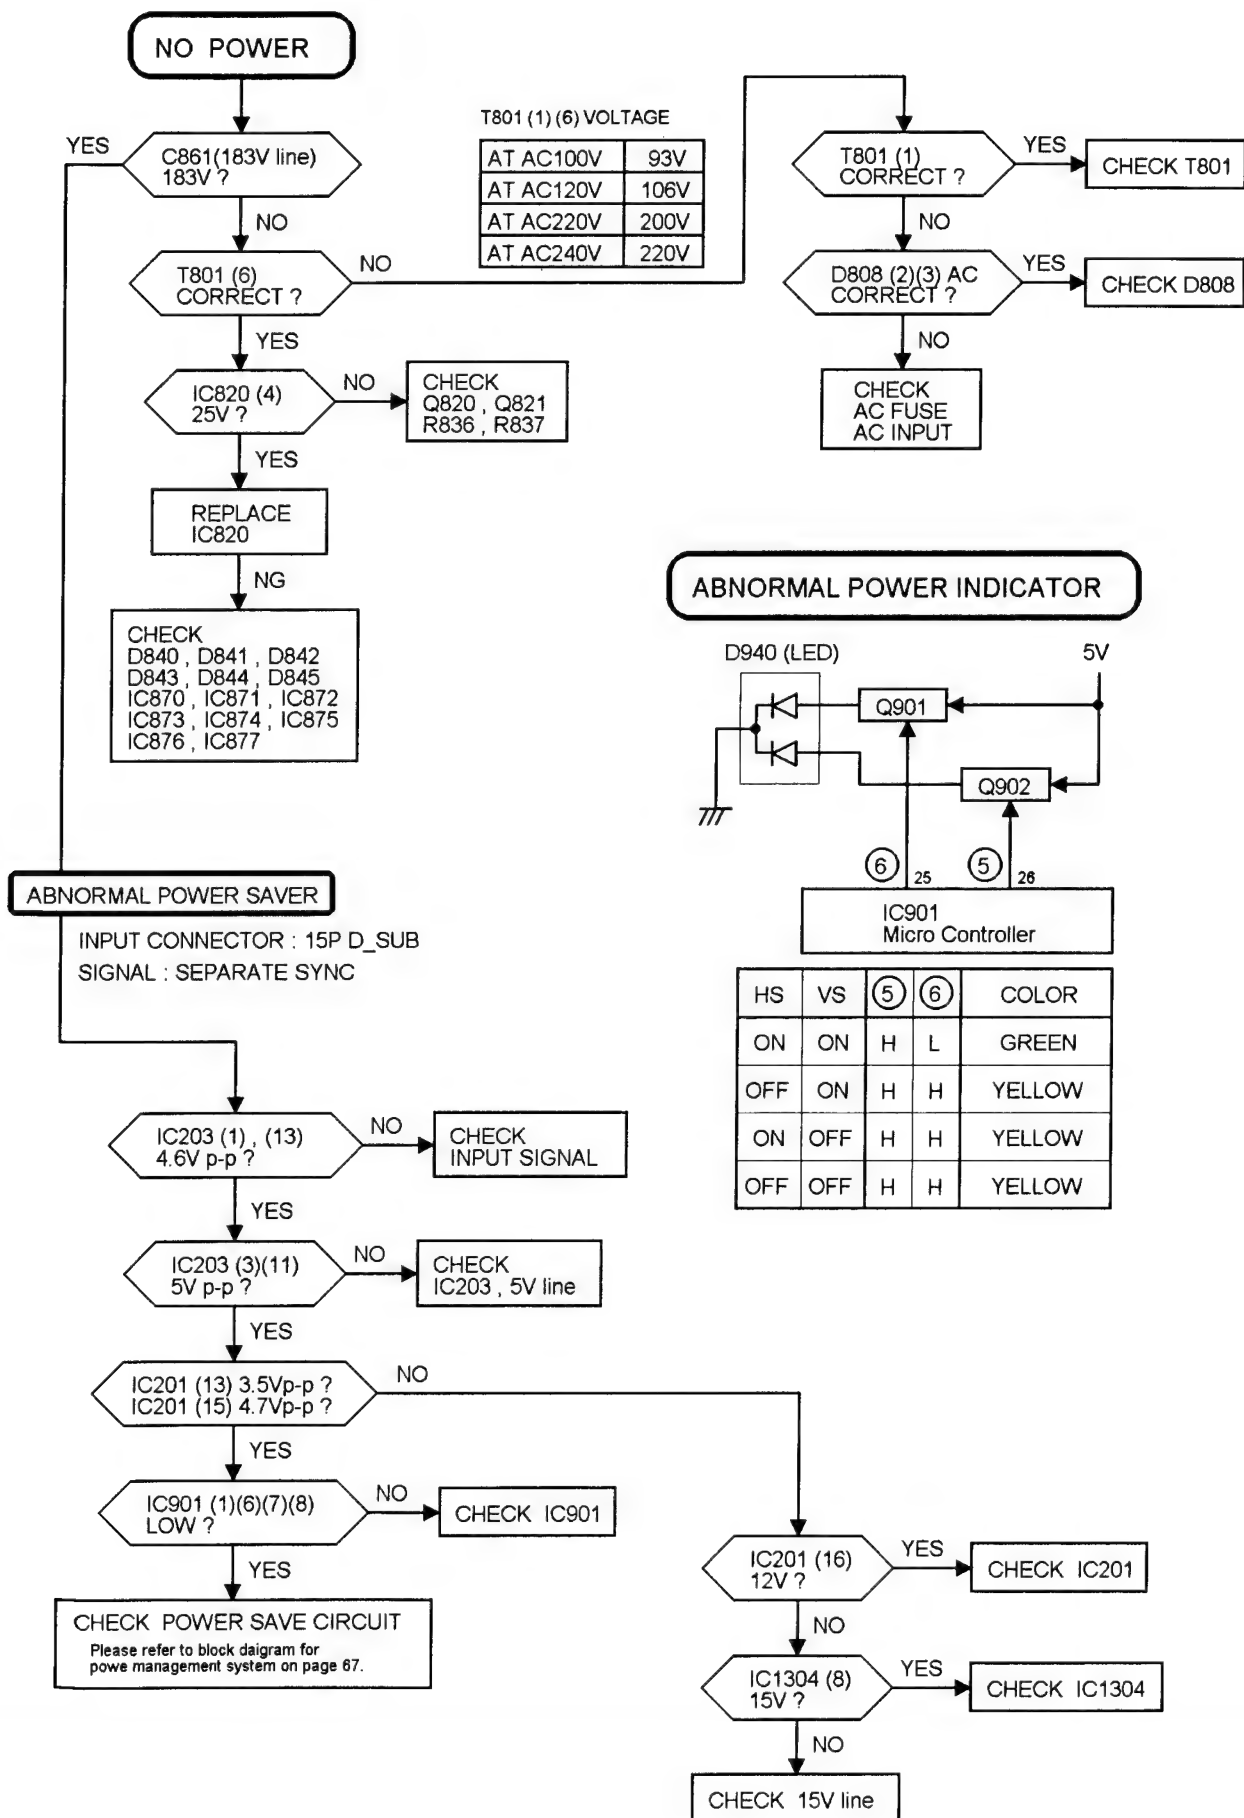 NO POWER
YES
C861(183V line)
183V ?
NO
T801 (6)
CORRECT ?
NO
YES
IC820 (4)
25V ?
NO
CHECK
Q820 , Q821
R836 , R837
YES
REPLACE
IC820
NG
CHECK
D840 , D841 , D842
D843 , D844 , D845
IC870 , IC871 , IC872
IC873 , IC874 , IC875
IC876 , IC877
T801 (1) (6) VOLTAGE
AT AC100V 93V
AT AC120V 106V
AT AC220V 200V
AT AC240V 220V
T801 (1)
CORRECT ?
YES
CHECK T801
NO
D808 (2)(3) AC
CORRECT ?
YES
CHECK D808
NO
CHECK
AC FUSE
AC INPUT
ABNORMAL POWER INDICATOR
D940 (LED)
5V
Q901
Q902
6 25
5 26
IC901
Micro Controller
HS VS 5 6 COLOR
ON ON H L GREEN
OFF ON H H YELLOW
ON OFF H H YELLOW
OFF OFF H H YELLOW
ABNORMAL POWER SAVER
INPUT CONNECTOR : 15P D_SUB
SIGNAL : SEPARATE SYNC
IC203 (1) , (13)
4.6V p-p ?
NO
CHECK
INPUT SIGNAL
YES
IC203 (3)(11)
5V p-p ?
NO
CHECK
IC203 , 5V line
YES
IC201 (13) 3.5Vp-p ?
IC201 (15) 4.7Vp-p ?
NO
YES
IC901 (1)(6)(7)(8)
LOW ?
NO
CHECK IC901
YES
CHECK POWER SAVE CIRCUIT
Please refer to block daigram for
powe management system on page 67.
IC201 (16)
12V ?
YES
CHECK IC201
NO
IC1304 (8)
15V ?
YES
CHECK IC1304
NO
CHECK 15V line